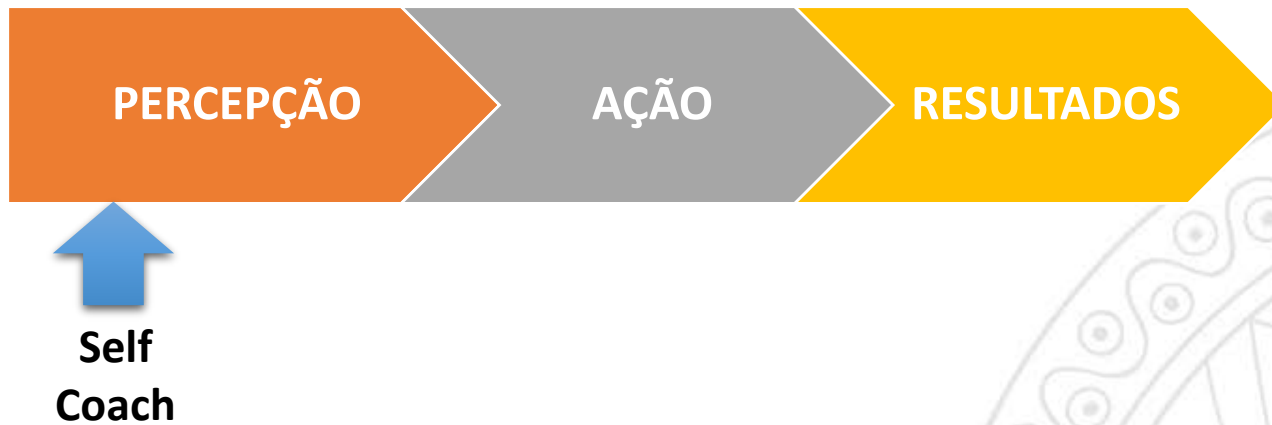 PERCEPÇÃO
AÇÃO
RESULTADOS
Self
Coach